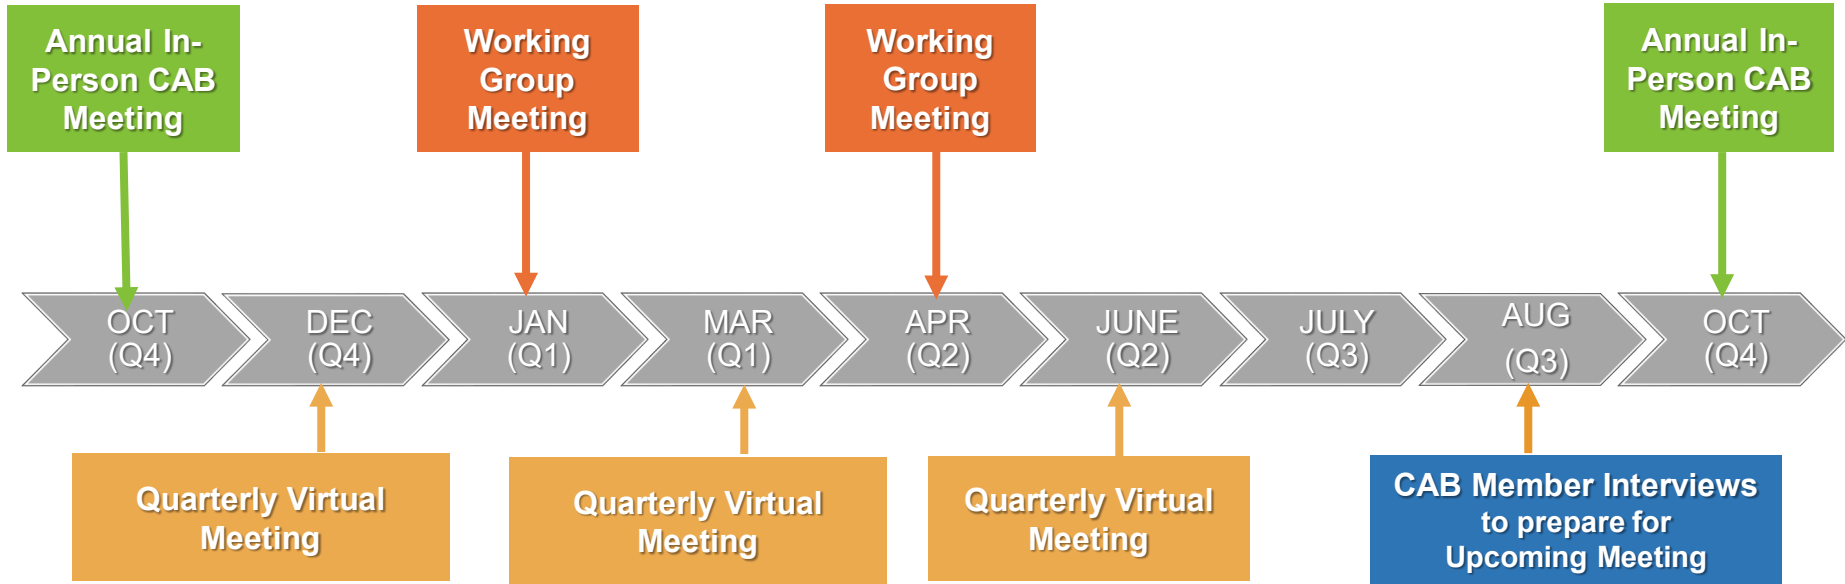 Annual In-
Person CAB
Meeting
Working
Group
Meeting
Working
Group
Meeting
Annual In-
Person CAB
Meeting
OCT
(Q4)
DEC
(Q4)
JAN
(Q1)
MAR
(Q1)
APR
(Q2)
JUNE
(Q2)
JULY
(Q3)
AUG
(Q3)
OCT
(Q4)
Quarterly Virtual
Meeting
Quarterly Virtual
Meeting
Quarterly Virtual
Meeting
CAB Member Interviews
to prepare for
Upcoming Meeting